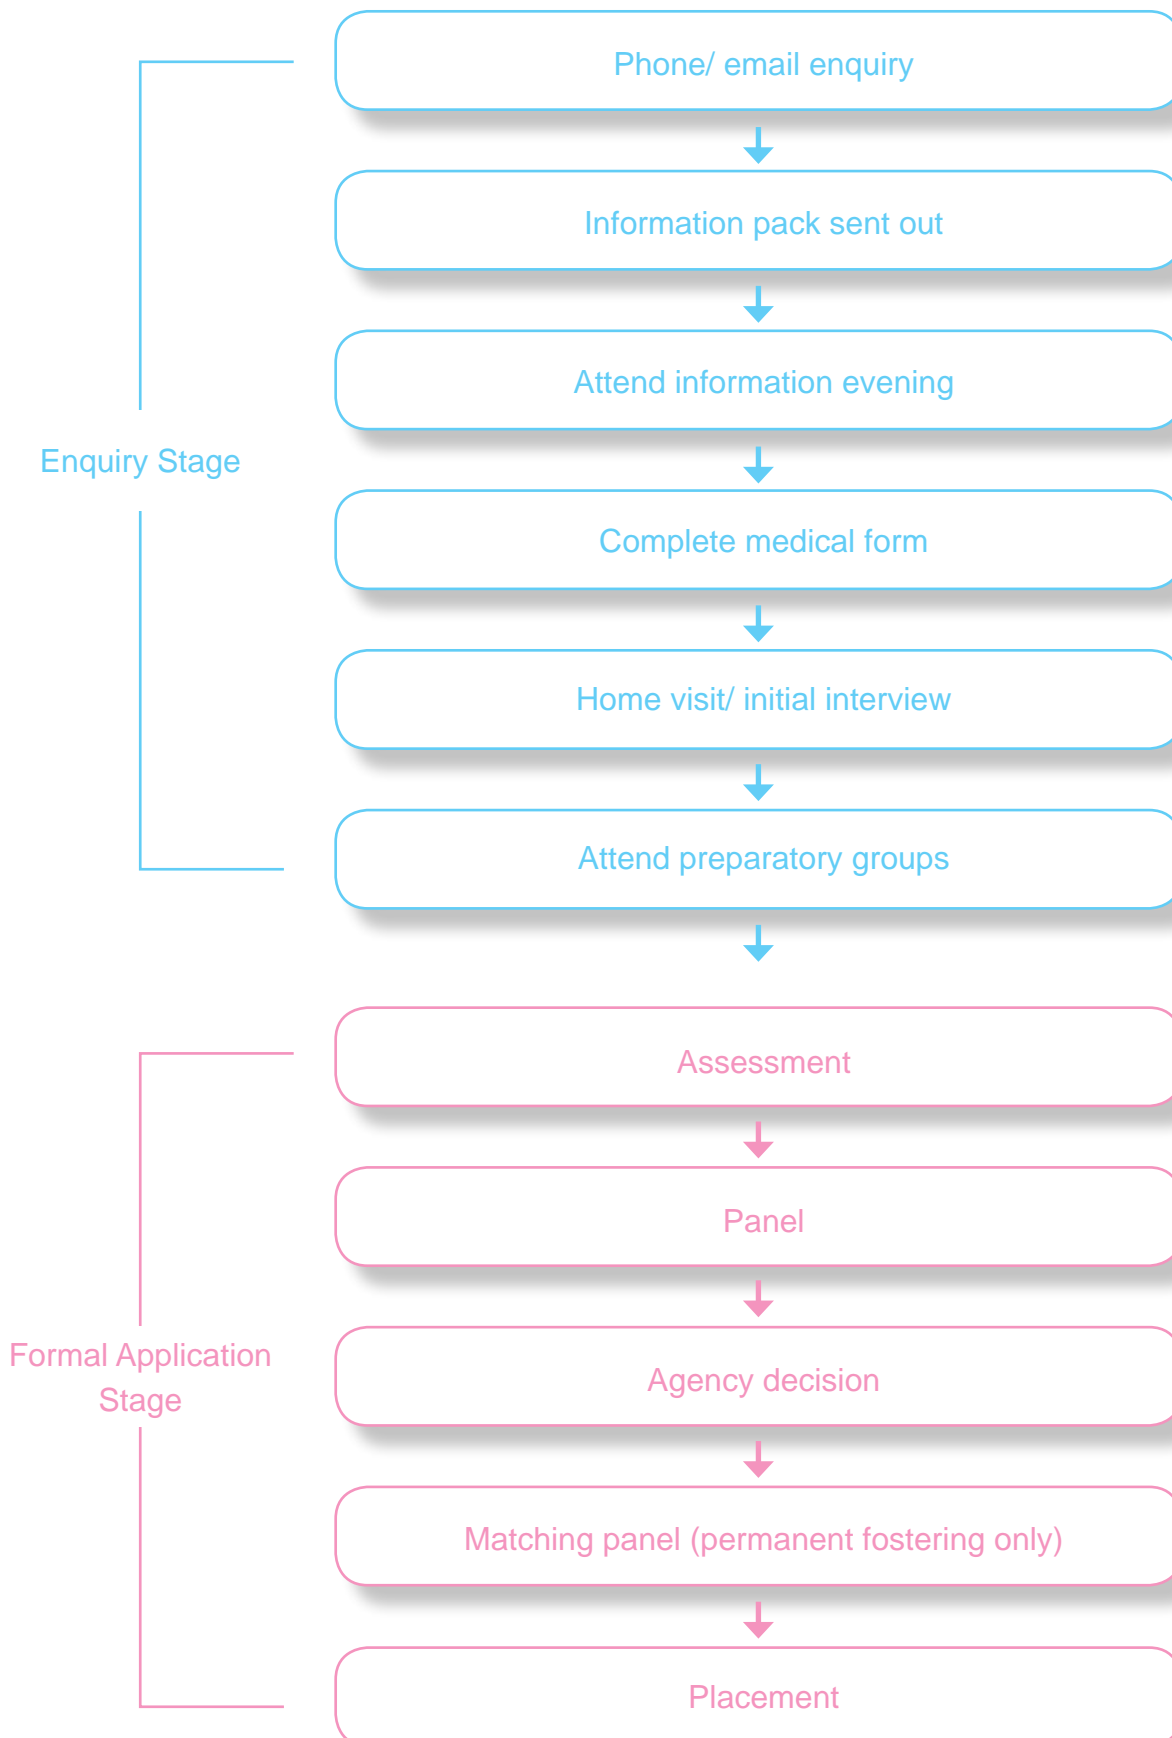 Phone/ email enquiry
Information pack sent out
Attend information evening
Enquiry Stage
Complete medical form
Home visit/ initial interview
Attend preparatory groups
Assessment
Panel
Formal Application
Stage
Agency decision
Matching panel (permanent fostering only)
Placement